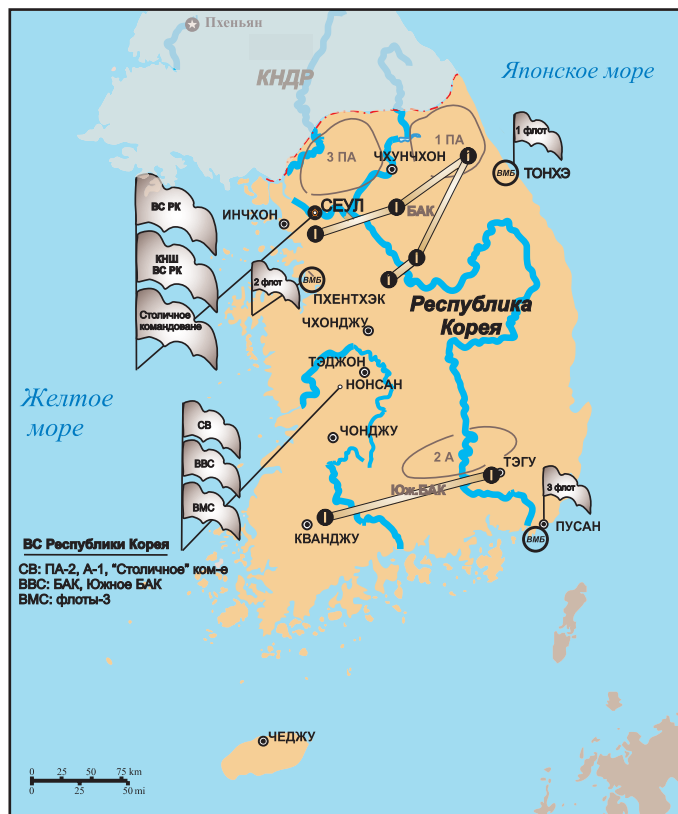 Пхеньян
КНДР
Японское море
1 флот
1 ПА
3 ПА
ЧХУНЧХОН
ВМБ
ТОНХЭ
ВС РК
СЕУЛ
БАК
ИНЧХОН
КНШ
ВС РК
2 флот
ВМБ
ПХЕНТХЭК
Республика
Корея
Столичное
командоване
ЧХОНДЖУ
ТЭДЖОН
НОНСАН
Желтое
море
СВ
ЧОНДЖУ
ВВС
2 А
ТЭГУ
Юж.БАК
3 флот
ВМС
КВАНДЖУ
ПУСАН
ВМБ
ВС Республики Корея
СВ: ПА-2, А-1, “Столичное” ком-е
ВВС: БАК, Южное БАК
ВМС: флоты-3
ЧЕДЖУ
0 25 50 75 km
0 25 50 mi